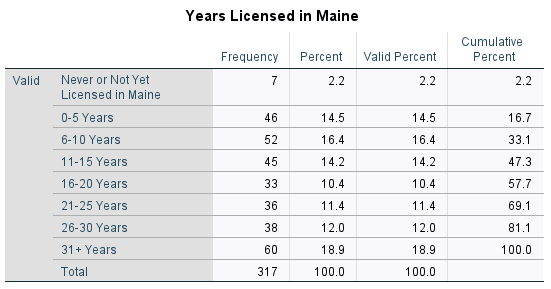 Years Licensed in Maine
Frequency Percent Valid Percent Cumulative Percent
Valid Never or Not Yet Licensed in Maine 7 2.2 2.2 2.2
0-5 Years 46 14.5 14.5 16.7
6-10 Years 52 16.4 16.4 33.1
11-15 Years 45 14.2 14.2 47.3
16-20 Years 33 10.4 10.4 57.7
21-25 Years 36 11.4 11.4 69.1
26-30 Years 38 12.0 12.0 81.1
31+ Years 60 18.9 18.9 100.0
Total 317 100.0 100.0